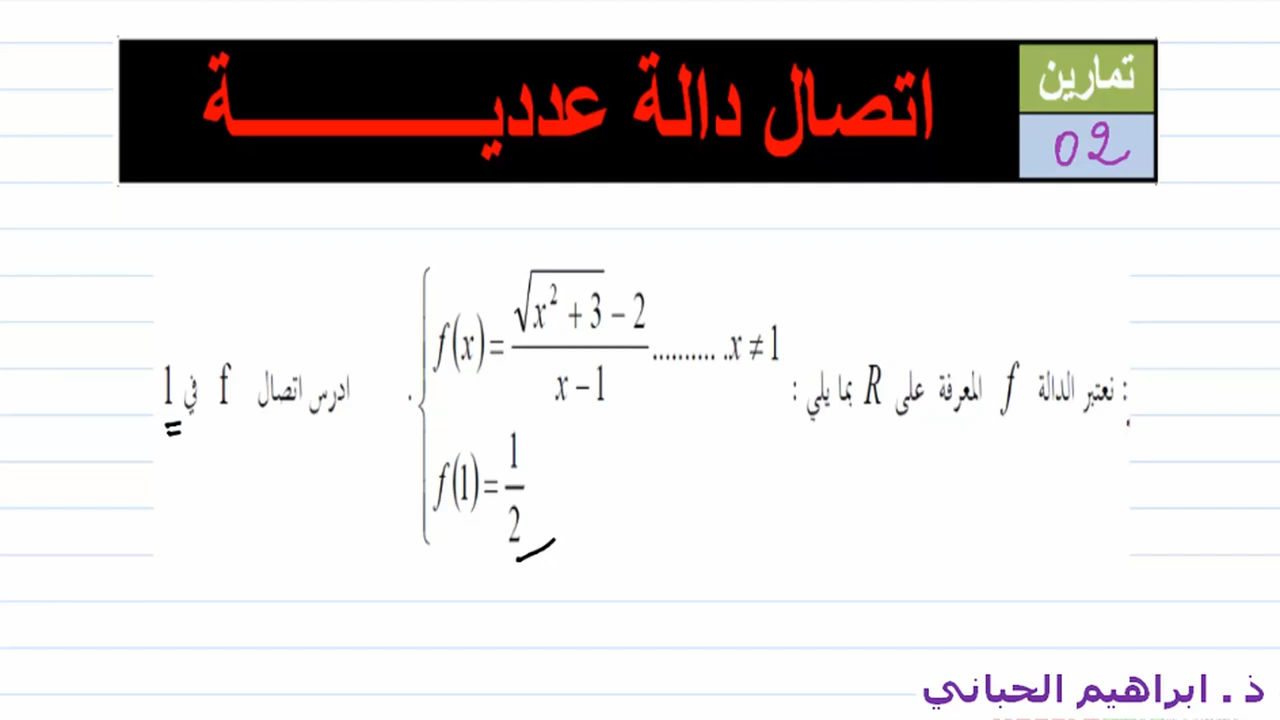 تمارين
02
اتصال دالة عدديـــــــــــة
: نعتبر الدالة f المعرفة على R بما يلي :
f(x) = (√(x² + 3) − 2) / (x − 1) .......... .x ≠ 1
f(1) = 1/2
. ادرس اتصال f في 1
ذ . ابراهيم الحباني